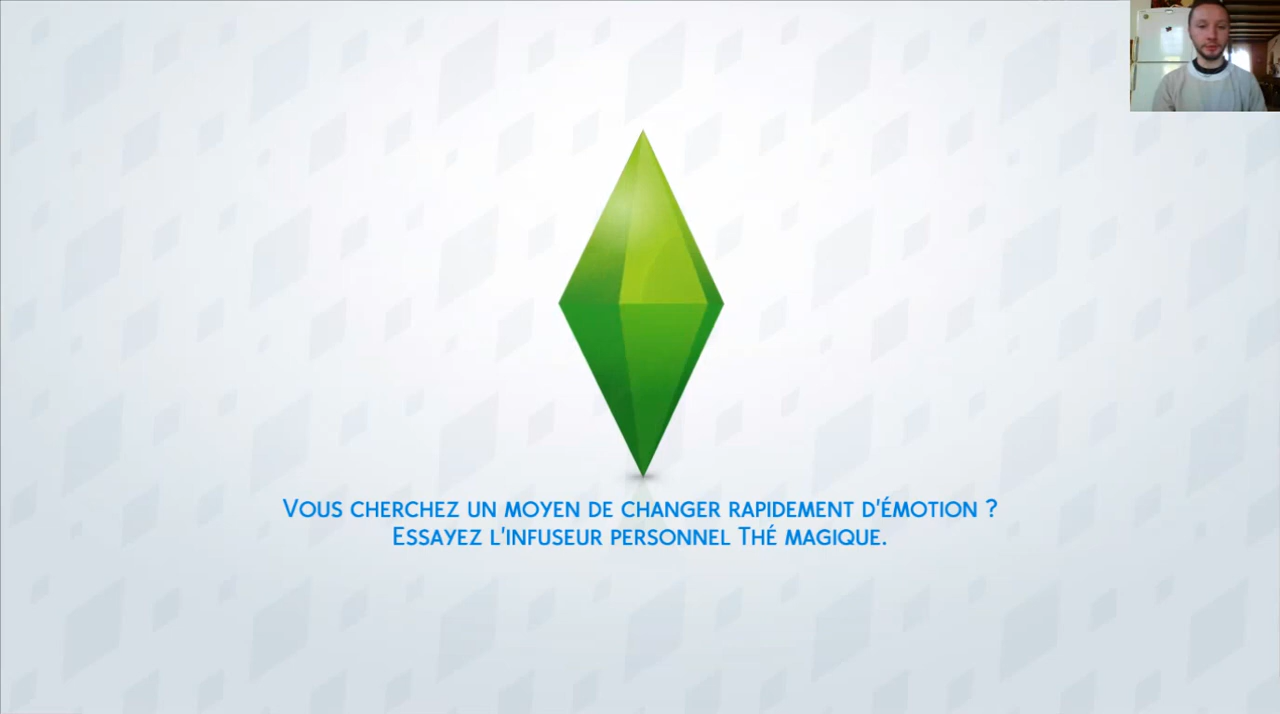 Vous cherchez un moyen de changer rapidement d'émotion ?
Essayez l'infuseur personnel Thé magique.